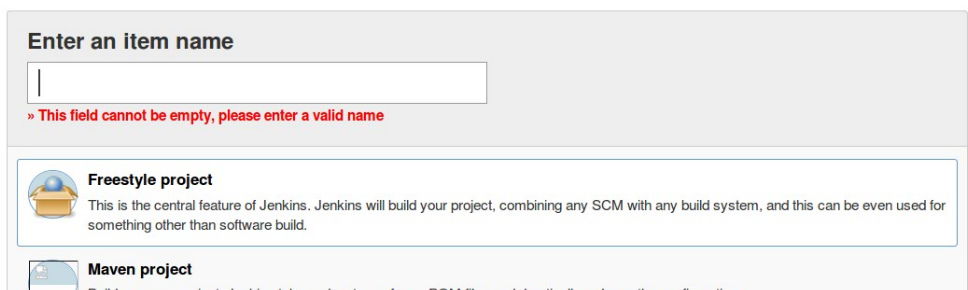 Enter an item name
» This field cannot be empty, please enter a valid name
Freestyle project
This is the central feature of Jenkins. Jenkins will build your project, combining any SCM with any build system, and this can be even used for
something other than software build.
Maven project